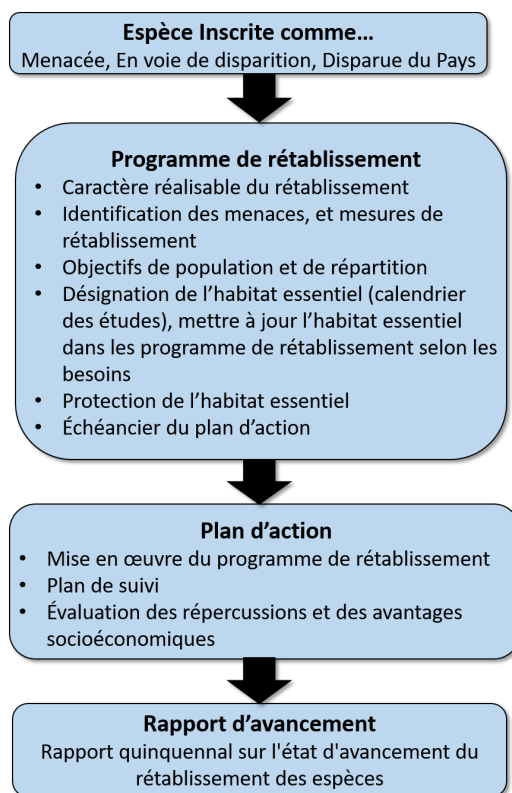 Espèce Inscrite comme…
Menacée, En voie de disparition, Disparue du Pays
Programme de rétablissement
• Caractère réalisable du rétablissement
• Identification des menaces, et mesures de
rétablissement
• Objectifs de population et de répartition
• Désignation de l’habitat essentiel (calendrier
des études), mettre à jour l’habitat essentiel
dans les programme de rétablissement selon les
besoins
• Protection de l’habitat essentiel
• Échéancier du plan d’action
Plan d’action
• Mise en œuvre du programme de rétablissement
• Plan de suivi
• Évaluation des répercussions et des avantages
socioéconomiques
Rapport d’avancement
Rapport quinquennal sur l'état d'avancement du
rétablissement des espèces